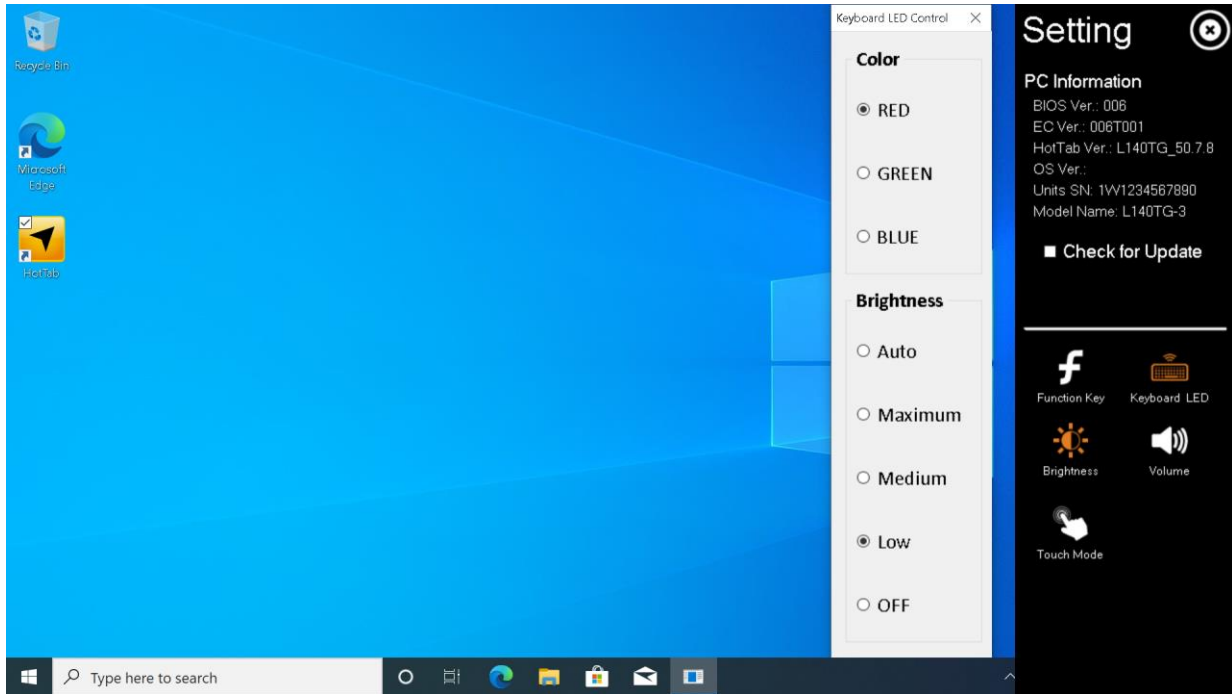 Recycle Bin
Microsoft
Edge
HotTab
Type here to search
Keyboard LED Control
Color
RED
GREEN
BLUE
Brightness
Auto
Maximum
Medium
Low
OFF
Setting
PC Information
BIOS Ver.: 006
EC Ver.: 006T001
HotTab Ver.: L140TG_50.7.8
OS Ver.:
Units SN: 1W1234567890
Model Name: L140TG-3
Check for Update
Function Key
Keyboard LED
Brightness
Volume
Touch Mode